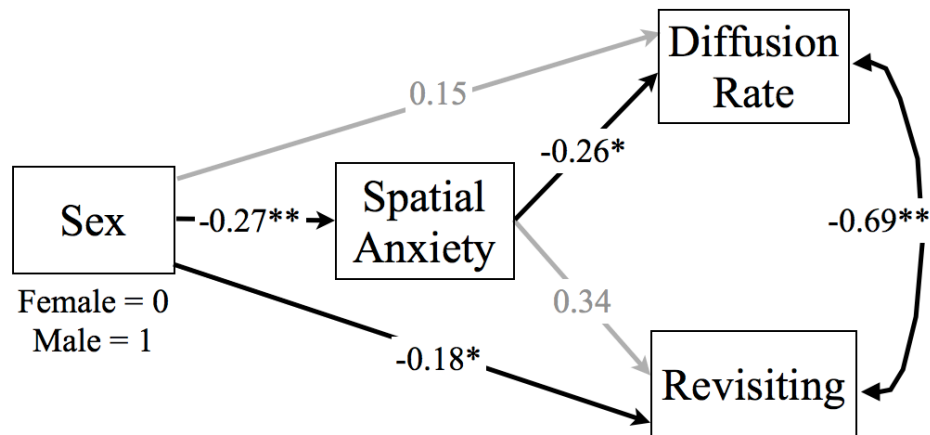 Diffusion
Rate
0.15
-0.26*
Sex
-0.27**
Spatial
Anxiety
-0.69**
Female = 0
Male = 1
0.34
-0.18*
Revisiting